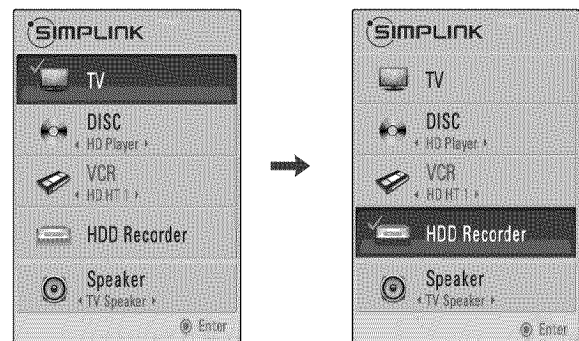 SIMPLINK
TV
DISC
◂ HD Player ▸
VCR
◂ HD HT 1 ▸
HDD Recorder
Speaker
◂ TV Speaker ▸
◉ Enter
SIMPLINK
TV
DISC
◂ HD Player ▸
VCR
◂ HD HT 1 ▸
HDD Recorder
Speaker
◂ TV Speaker ▸
◉ Enter